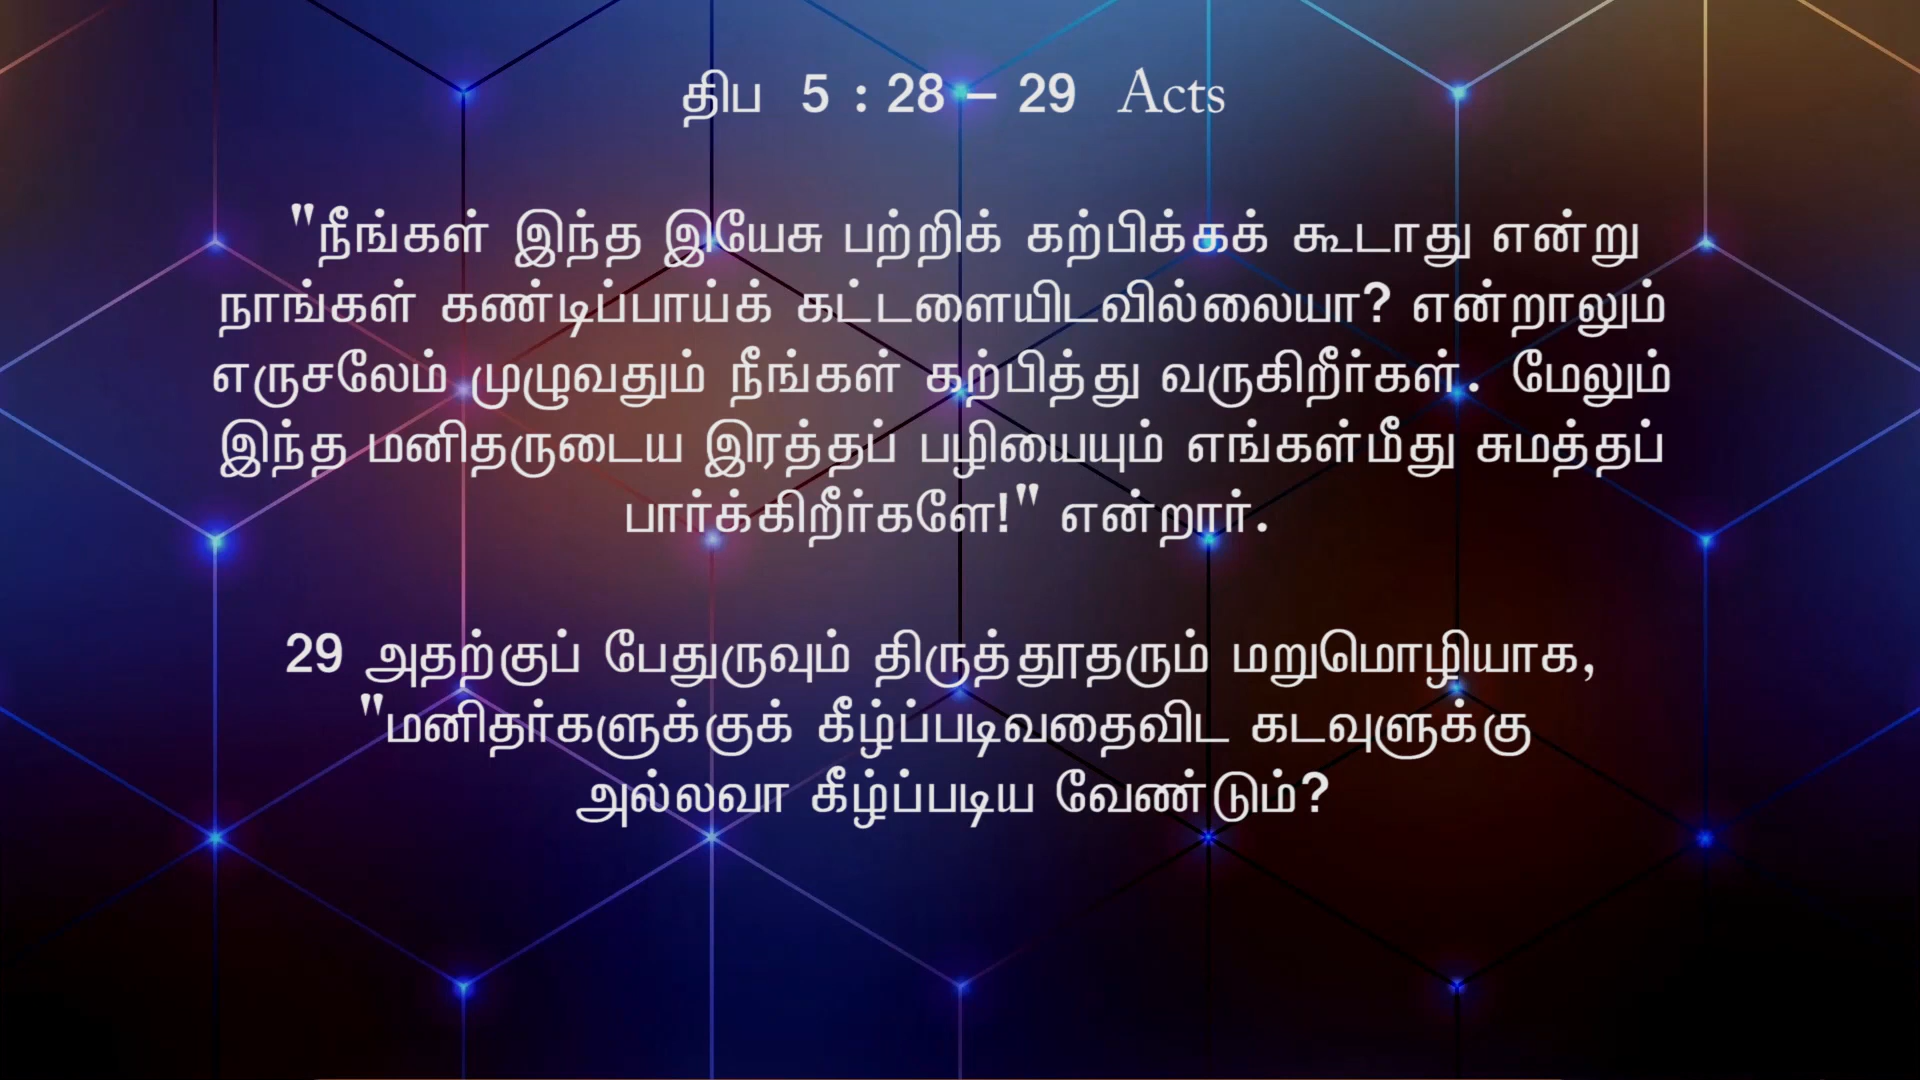 திப 5 : 28 – 29 Acts
"நீங்கள் இந்த இயேசு பற்றிக் கற்பிக்கக் கூடாது என்று
நாங்கள் கண்டிப்பாய்க் கட்டளையிடவில்லையா? என்றாலும்
எருசலேம் முழுவதும் நீங்கள் கற்பித்து வருகிறீர்கள். மேலும்
இந்த மனிதருடைய இரத்தப் பழியையும் எங்கள்மீது சுமத்தப்
பார்க்கிறீர்களே!" என்றார்.
29 அதற்குப் பேதுருவும் திருத்தூதரும் மறுமொழியாக,
"மனிதர்களுக்குக் கீழ்ப்படிவதைவிட கடவுளுக்கு
அல்லவா கீழ்ப்படிய வேண்டும்?